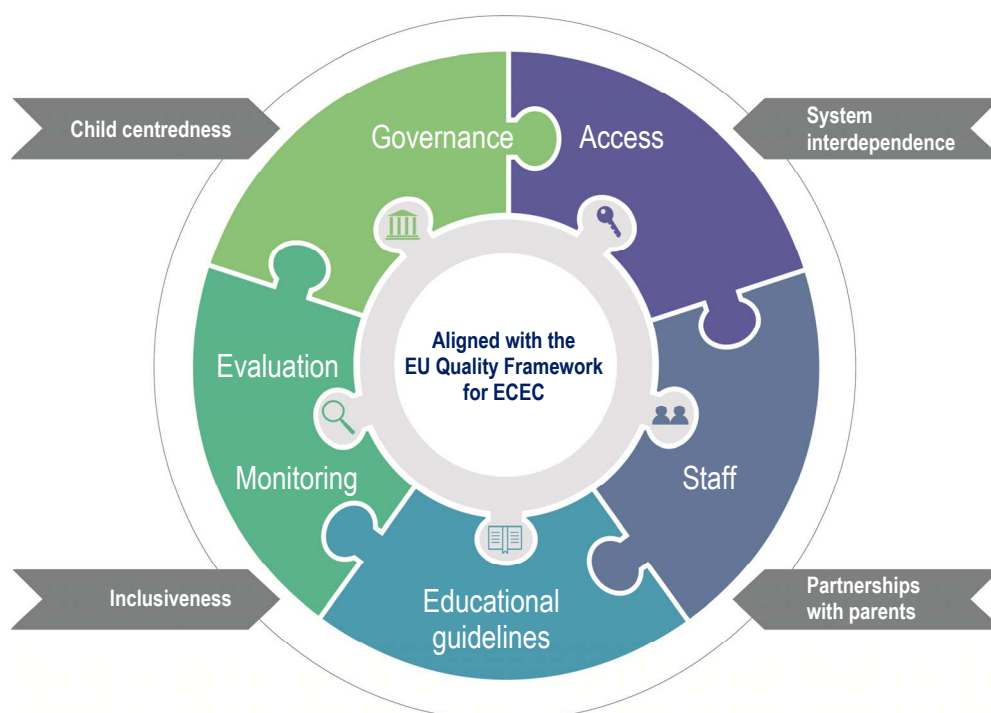 Child centredness
Governance
Access
System
interdependence
Aligned with the
EU Quality Framework
for ECEC
Evaluation
Monitoring
Staff
Educational
guidelines
Inclusiveness
Partnerships
with parents